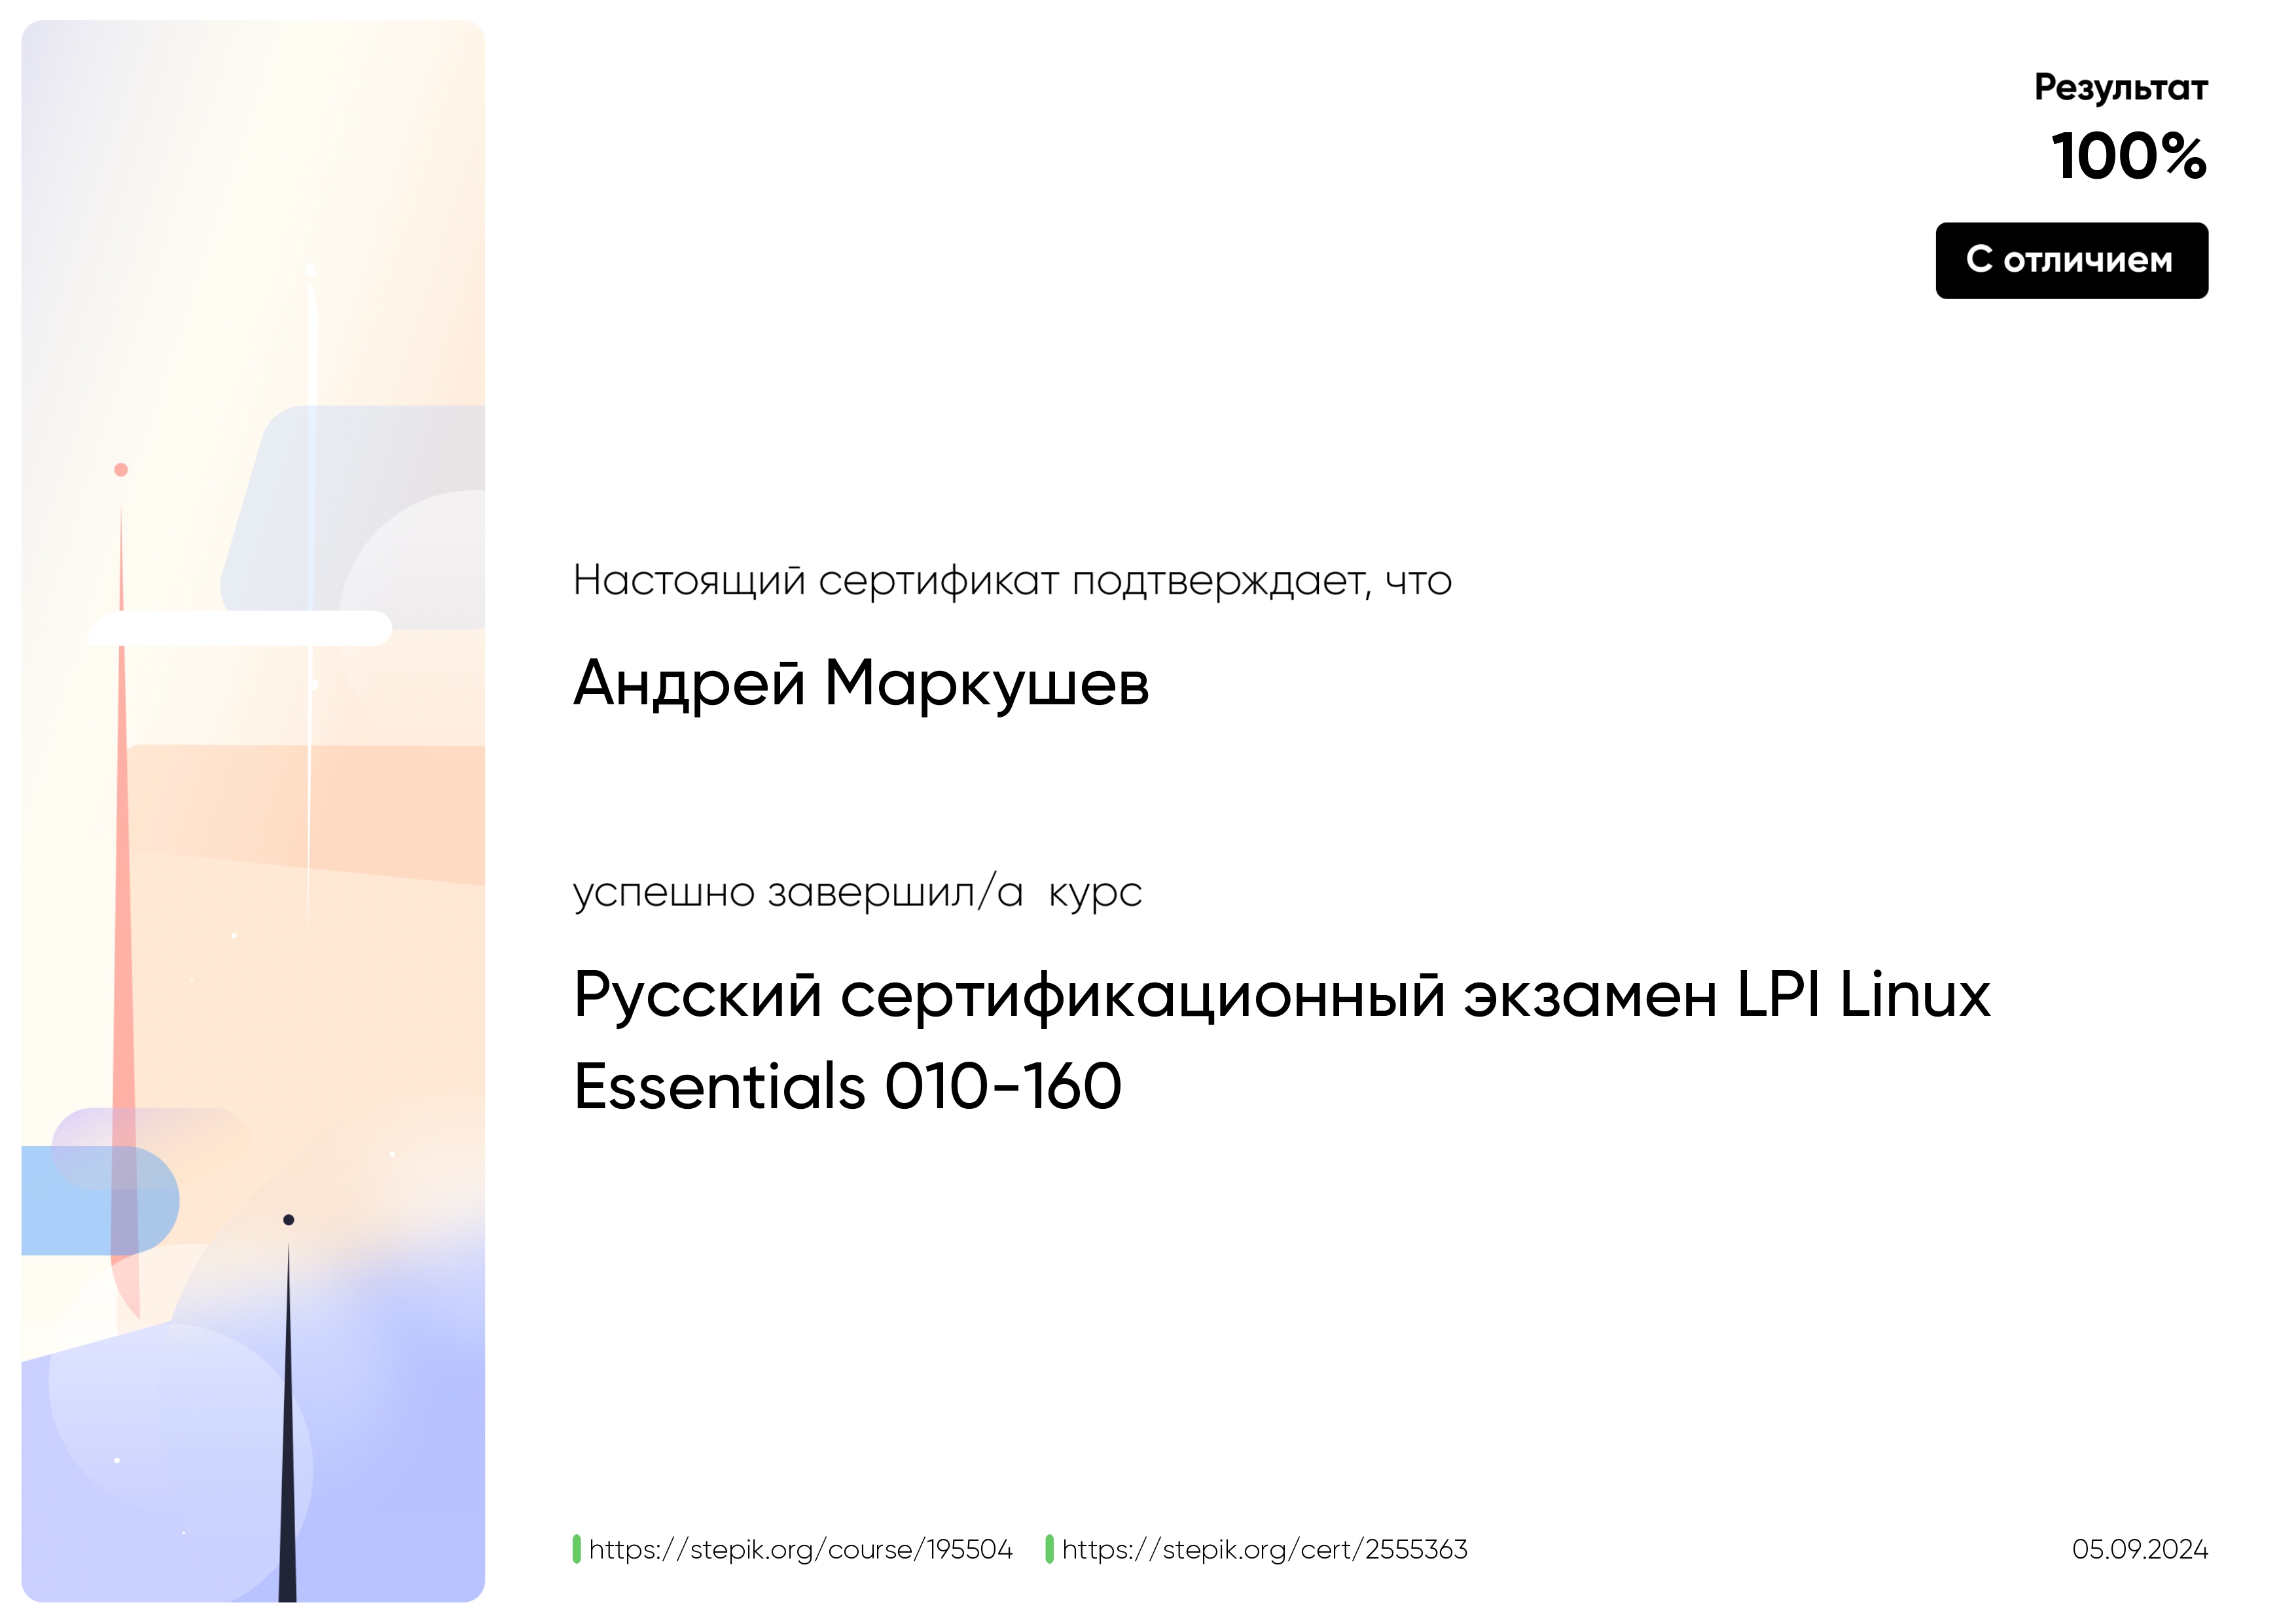 Результат
100%
С отличием
Настоящий сертификат подтверждает, что
Андрей Маркушев
успешно завершил/а  курс
Русский сертификационный экзамен LPI Linux
Essentials 010-160
https://stepik.org/course/195504 https://stepik.org/cert/2555363 05.09.2024